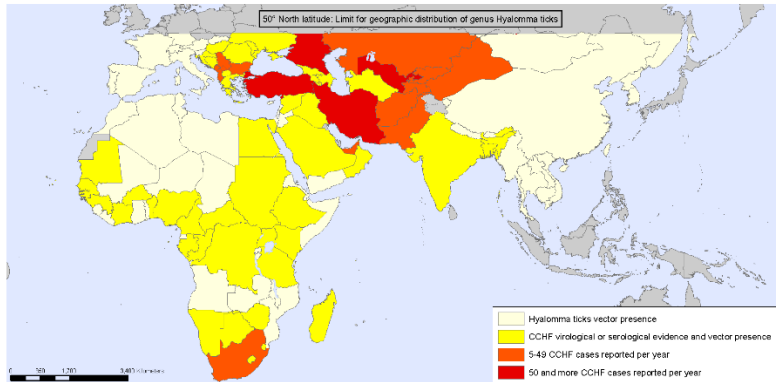 50° North latitude: Limit for geographic distribution of genus Hyalomma ticks
Hyalomma ticks vector presence
CCHF virological or serological evidence and vector presence
5-49 CCHF cases reported per year
50 and more CCHF cases reported per year
0
Kilometers